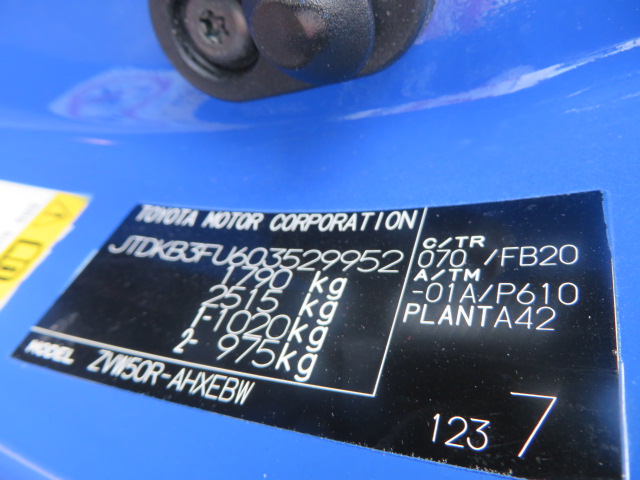 TOYOTA MOTOR CORPORATION
JTDKB3FU603529952
1790 kg
2515 kg
1-1020kg
2- 975kg
MODEL ZVW50R-AHXEBW
C/TR
070 /FB20
A/TM
-01A/P610
PLANTA42
123 7